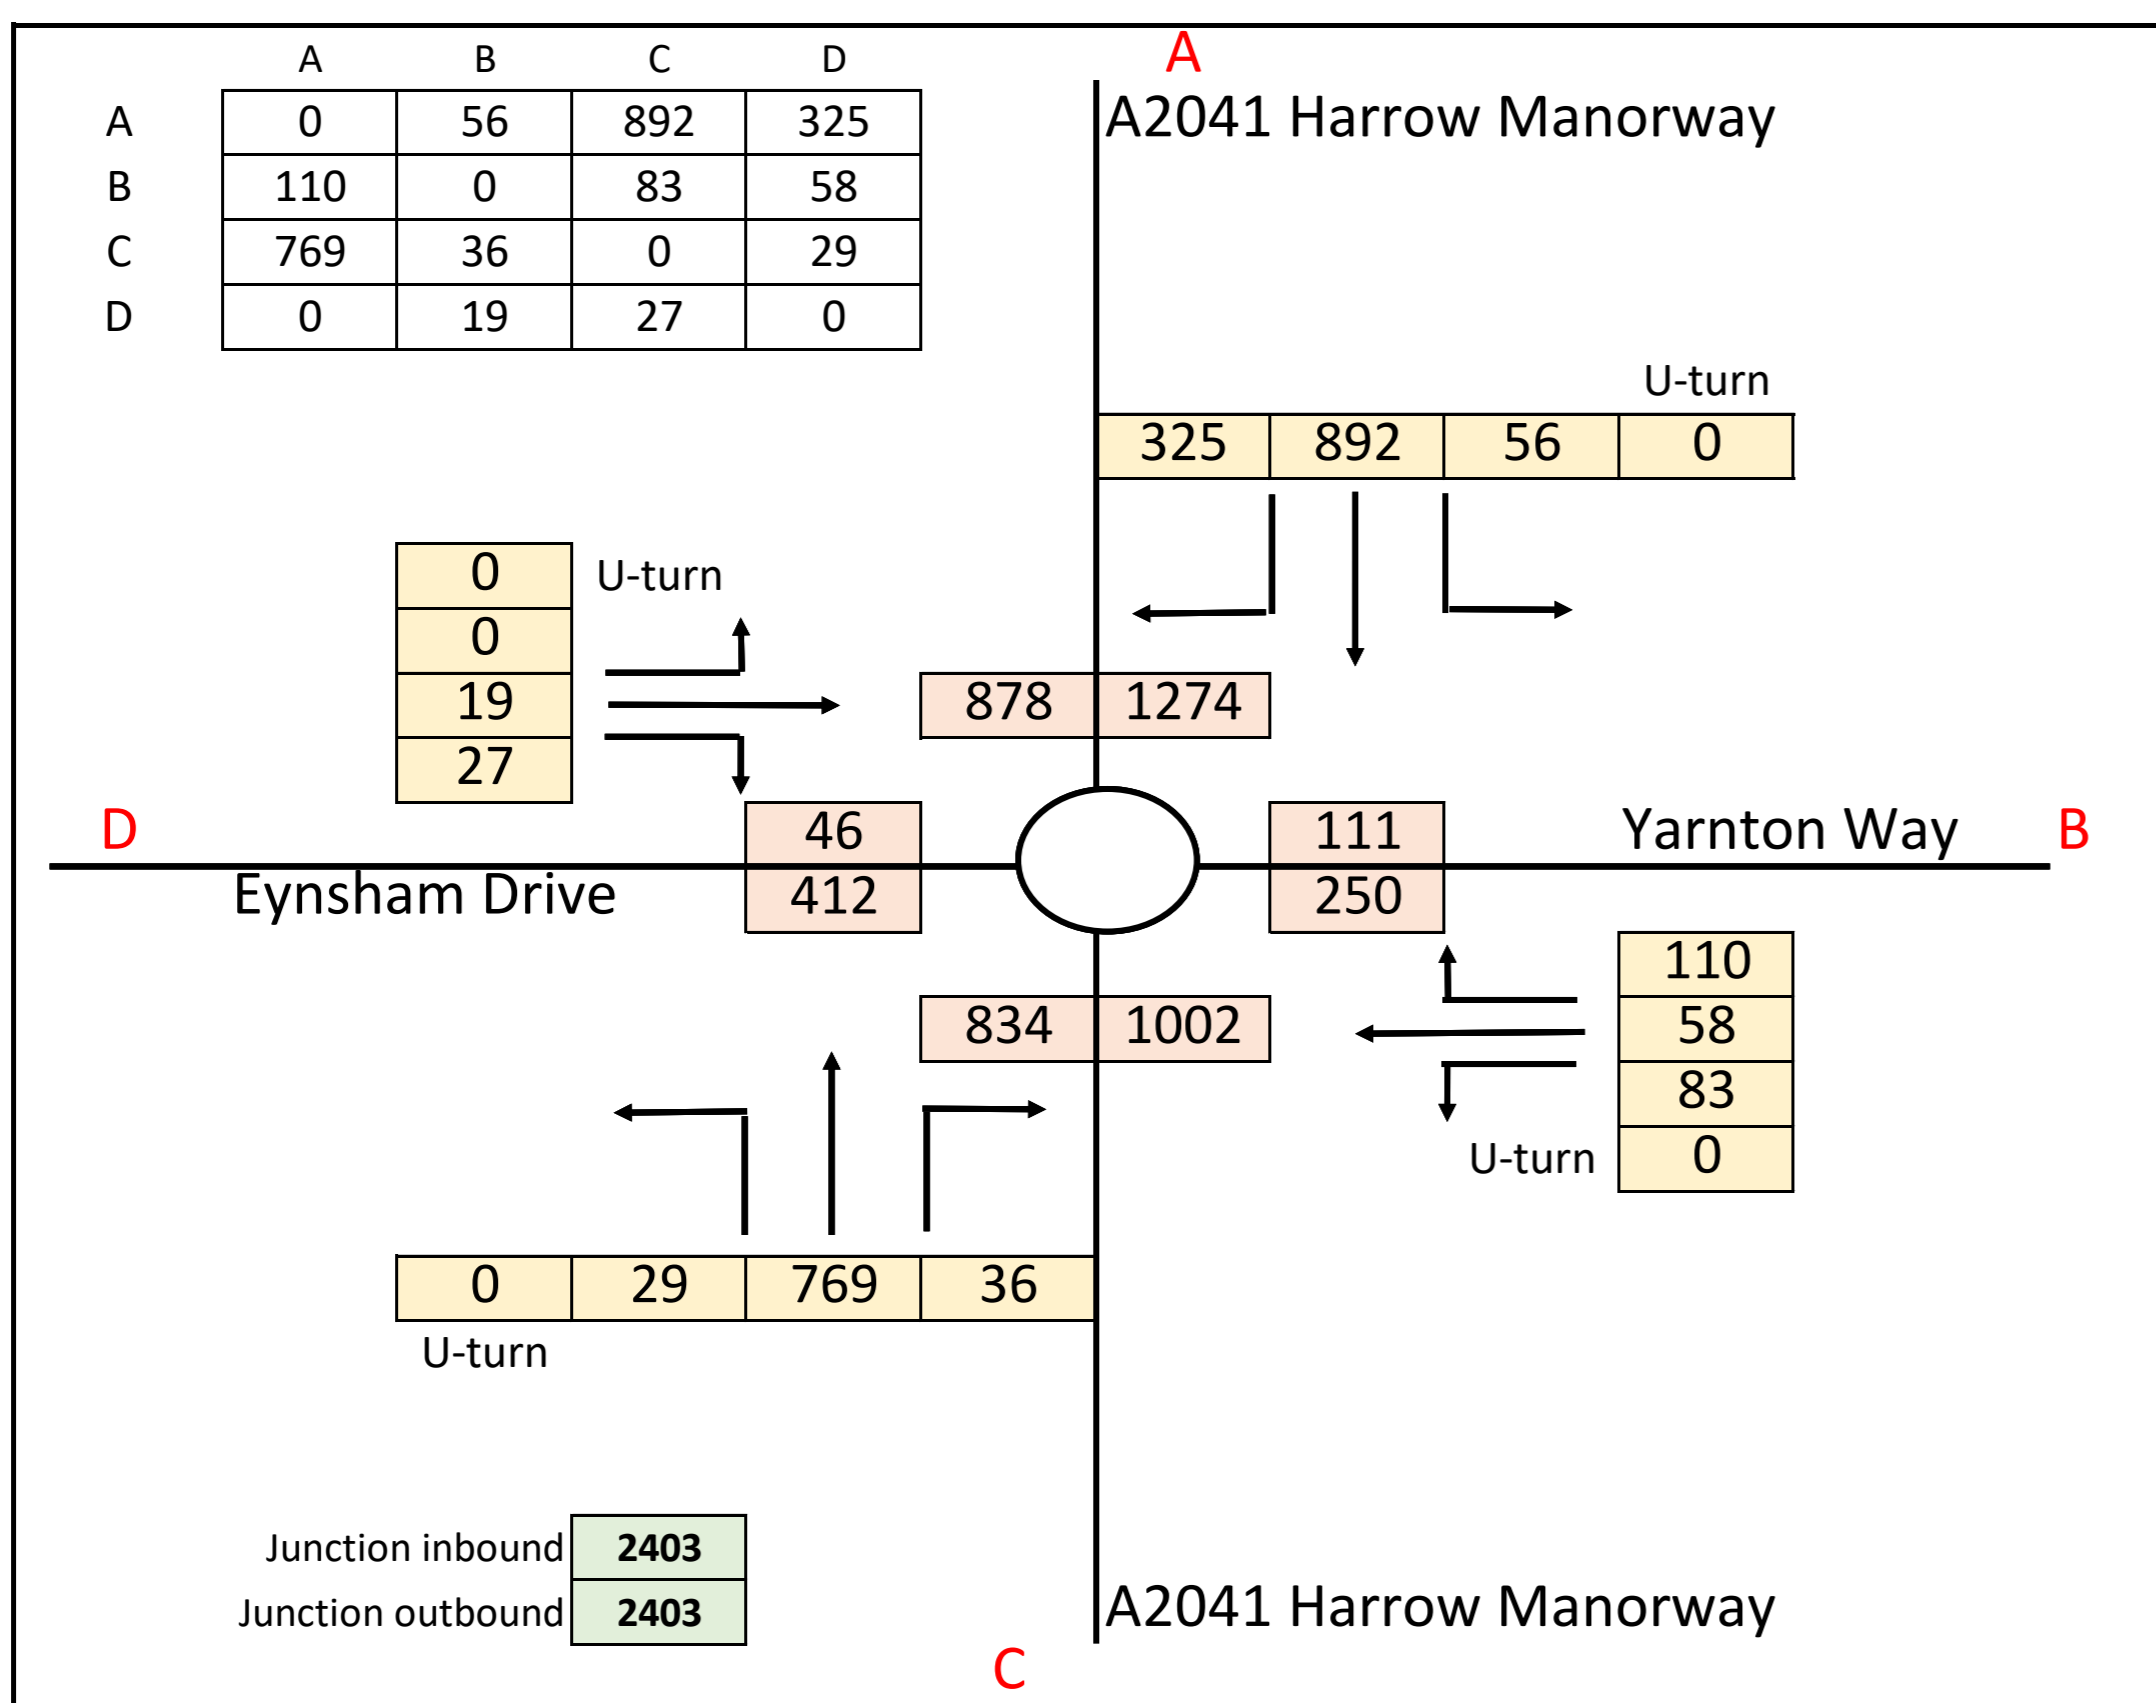 A
A B C D
A2041 Harrow Manorway
A 0 56 892 325
B 110 0 83 58
C 769 36 0 29
D 0 19 27 0
U-turn
325 892 56 0
0 U-turn
0
19
27
878 1274
D
46
412
Eynsham Drive
111
250
Yarnton Way
B
834 1002
110
58
83
U-turn 0
0 29 769 36
U-turn
Junction inbound 2403
Junction outbound 2403
A2041 Harrow Manorway
C